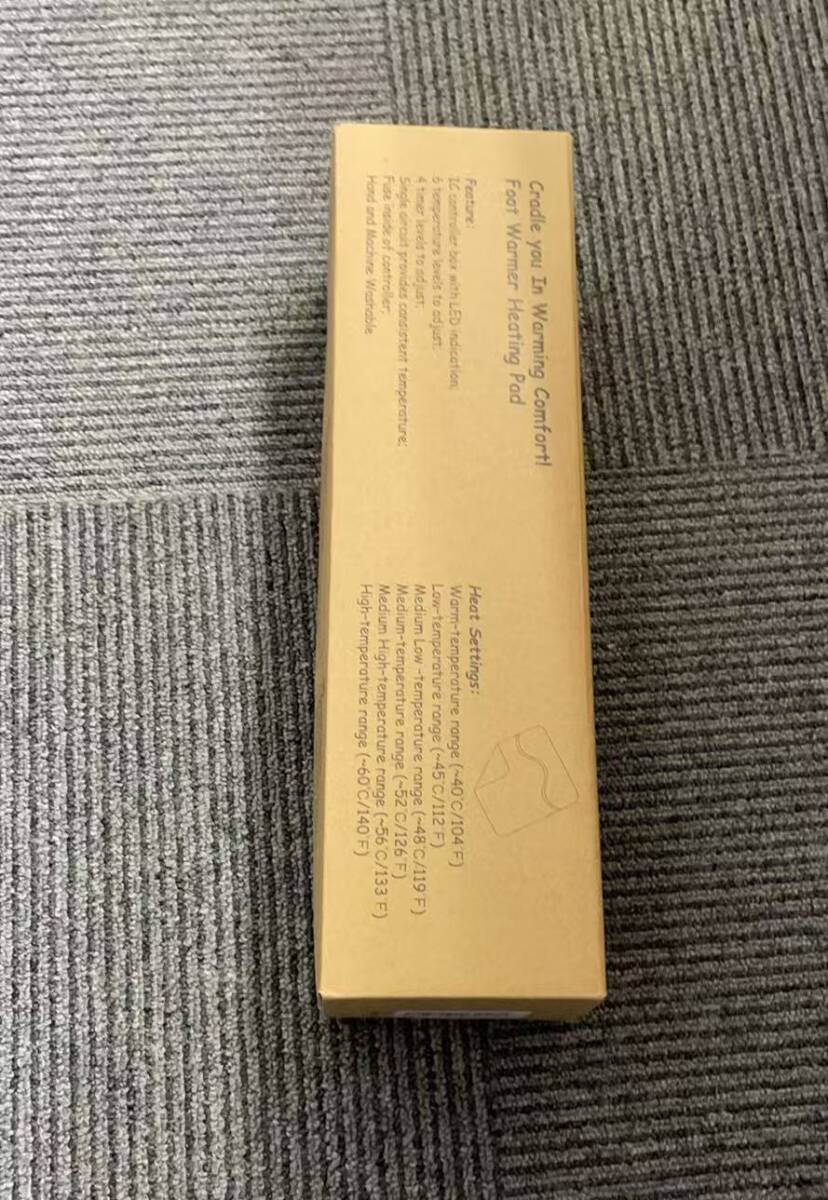 Cradle you In Warming Comfort!
Foot Warmer Heating Pad
Feature:
IC controller box with LED indication;
6 temperature levels to adjust;
4 timer levels to adjust;
Single circuit provides consistent temperature;
Fuse inside of controller;
Hand and Machine Washable
Heat Settings:
Warm-temperature range (~40°C/104°F)
Low-temperature range (~45°C/112°F)
Medium Low -temperature range (~48°C/119°F)
Medium-temperature range (~52°C/126°F)
Medium High-temperature range (~56°C/133°F)
High-temperature range (~60°C/140°F)